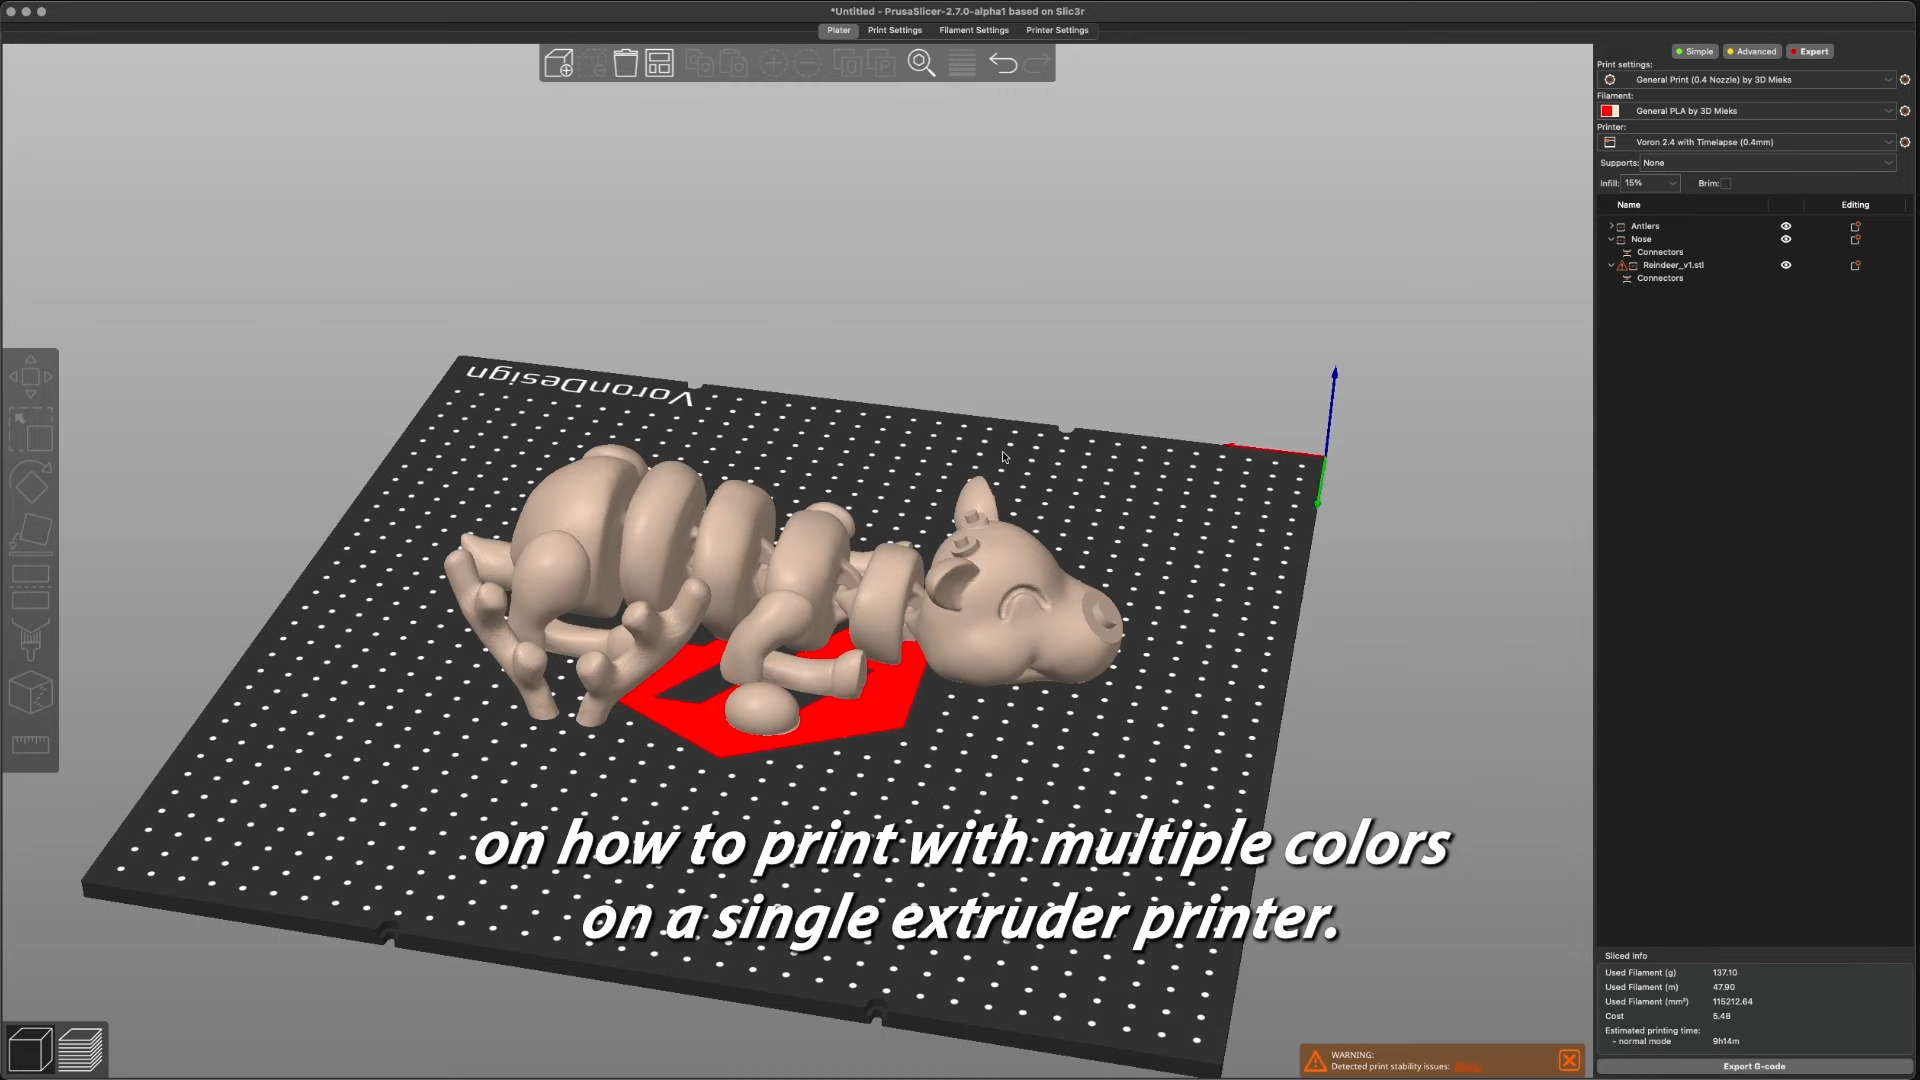 *Untitled - PrusaSlicer-2.7.0-alpha1 based on Slic3r
Plater Print Settings Filament Settings Printer Settings
Simple Advanced Expert
Print settings:
General Print (0.4 Nozzle) by 3D Mieks
Filament:
General PLA by 3D Mieks
Printer:
Voron 2.4 with Timelapse (0.4mm)
Supports: None
Infill: 15% Brim:
Name Editing
Antlers
Nose
Connectors
Reindeer_v1.stl
Connectors
VoronDesign
on how to print with multiple colors
on a single extruder printer.
Sliced Info
Used Filament (g) 137.10
Used Filament (m) 47.90
Used Filament (mm³) 115212.64
Cost 5.48
Estimated printing time:
- normal mode 9h14m
WARNING:
Detected print stability issues:
Export G-code